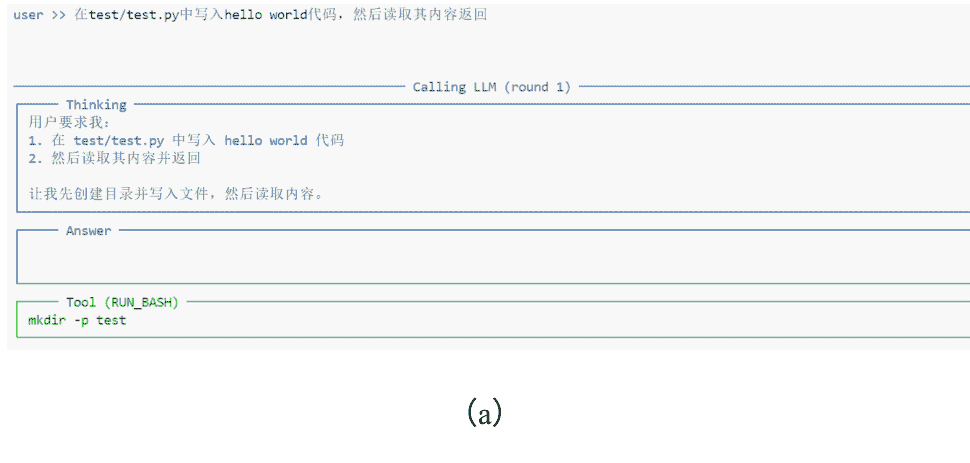 user >> 在test/test.py中写入hello world代码，然后读取其内容返回
Calling LLM (round 1)
Thinking
用户要求我：
1. 在 test/test.py 中写入 hello world 代码
2. 然后读取其内容并返回
让我先创建目录并写入文件，然后读取内容。
Answer
Tool (RUN_BASH)
mkdir -p test
(a)